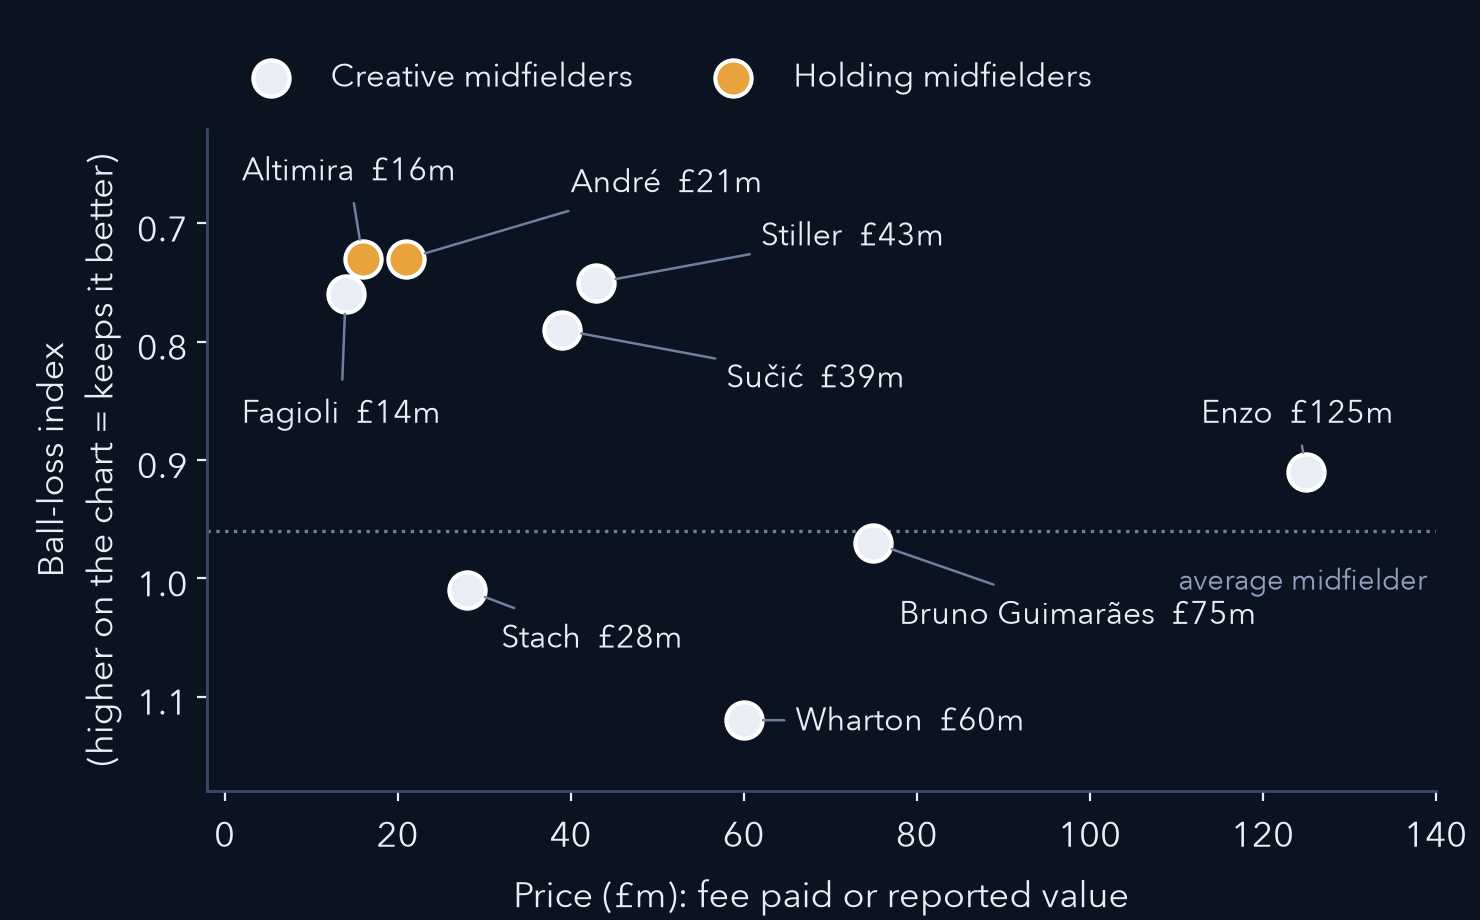 Creative midfielders
Holding midfielders
Altimira £16m
André £21m
Stiller £43m
Sučić £39m
Fagioli £14m
Enzo £125m
average midfielder
Bruno Guimarães £75m
Stach £28m
Wharton £60m
Ball-loss index
(higher on the chart = keeps it better)
0.7
0.8
0.9
1.0
1.1
0 20 40 60 80 100 120 140
Price (£m): fee paid or reported value